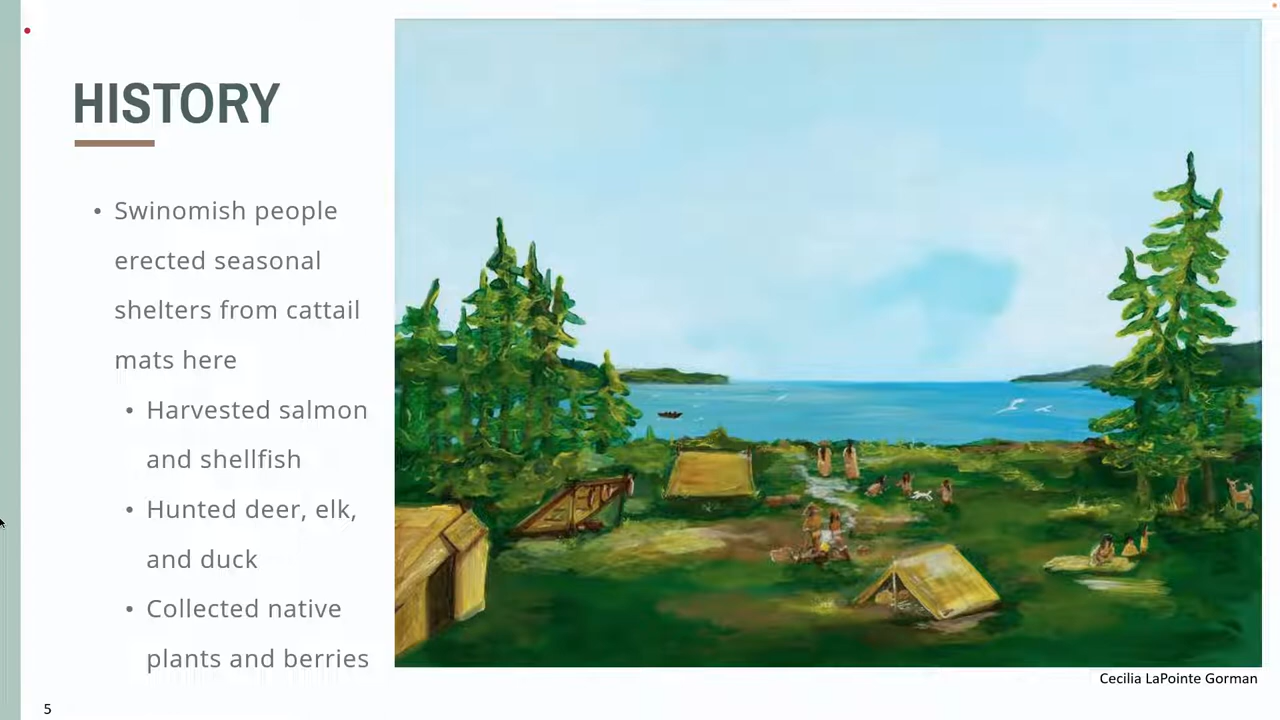 HISTORY
• Swinomish people
erected seasonal
shelters from cattail
mats here
• Harvested salmon
and shellfish
• Hunted deer, elk,
and duck
• Collected native
plants and berries
Cecilia LaPointe Gorman
5